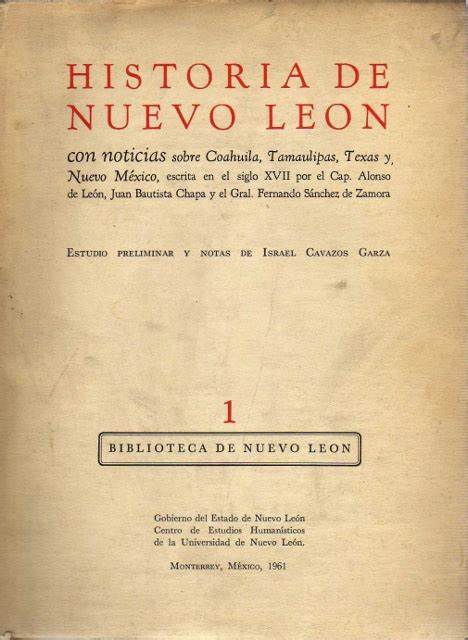 HISTORIA DE
NUEVO LEON
con noticias sobre Coahuila, Tamaulipas, Texas y
Nuevo México, escrita en el siglo XVII por el Cap. Alonso
de León, Juan Bautista Chapa y el Gral. Fernando Sánchez de Zamora
ESTUDIO PRELIMINAR Y NOTAS DE ISRAEL CAVAZOS GARZA
1
BIBLIOTECA DE NUEVO LEON
Gobierno del Estado de Nuevo León
Centro de Estudios Humanísticos
de la Universidad de Nuevo León.
MONTERREY, MÉXICO, 1961